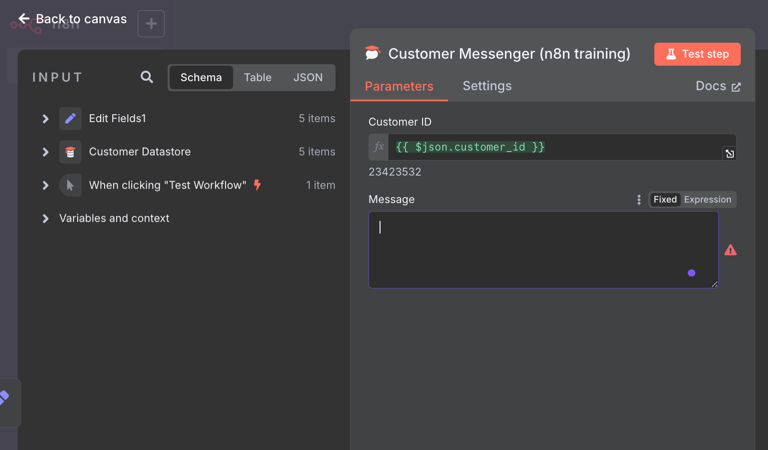 Back to canvas
n8n
INPUT
Schema
Table
JSON
Edit Fields1
5 items
Customer Datastore
5 items
When clicking "Test Workflow"
1 item
Variables and context
Customer Messenger (n8n training)
Test step
Parameters
Settings
Docs
Customer ID
fx
{{ $json.customer_id }}
23423532
Message
Fixed
Expression